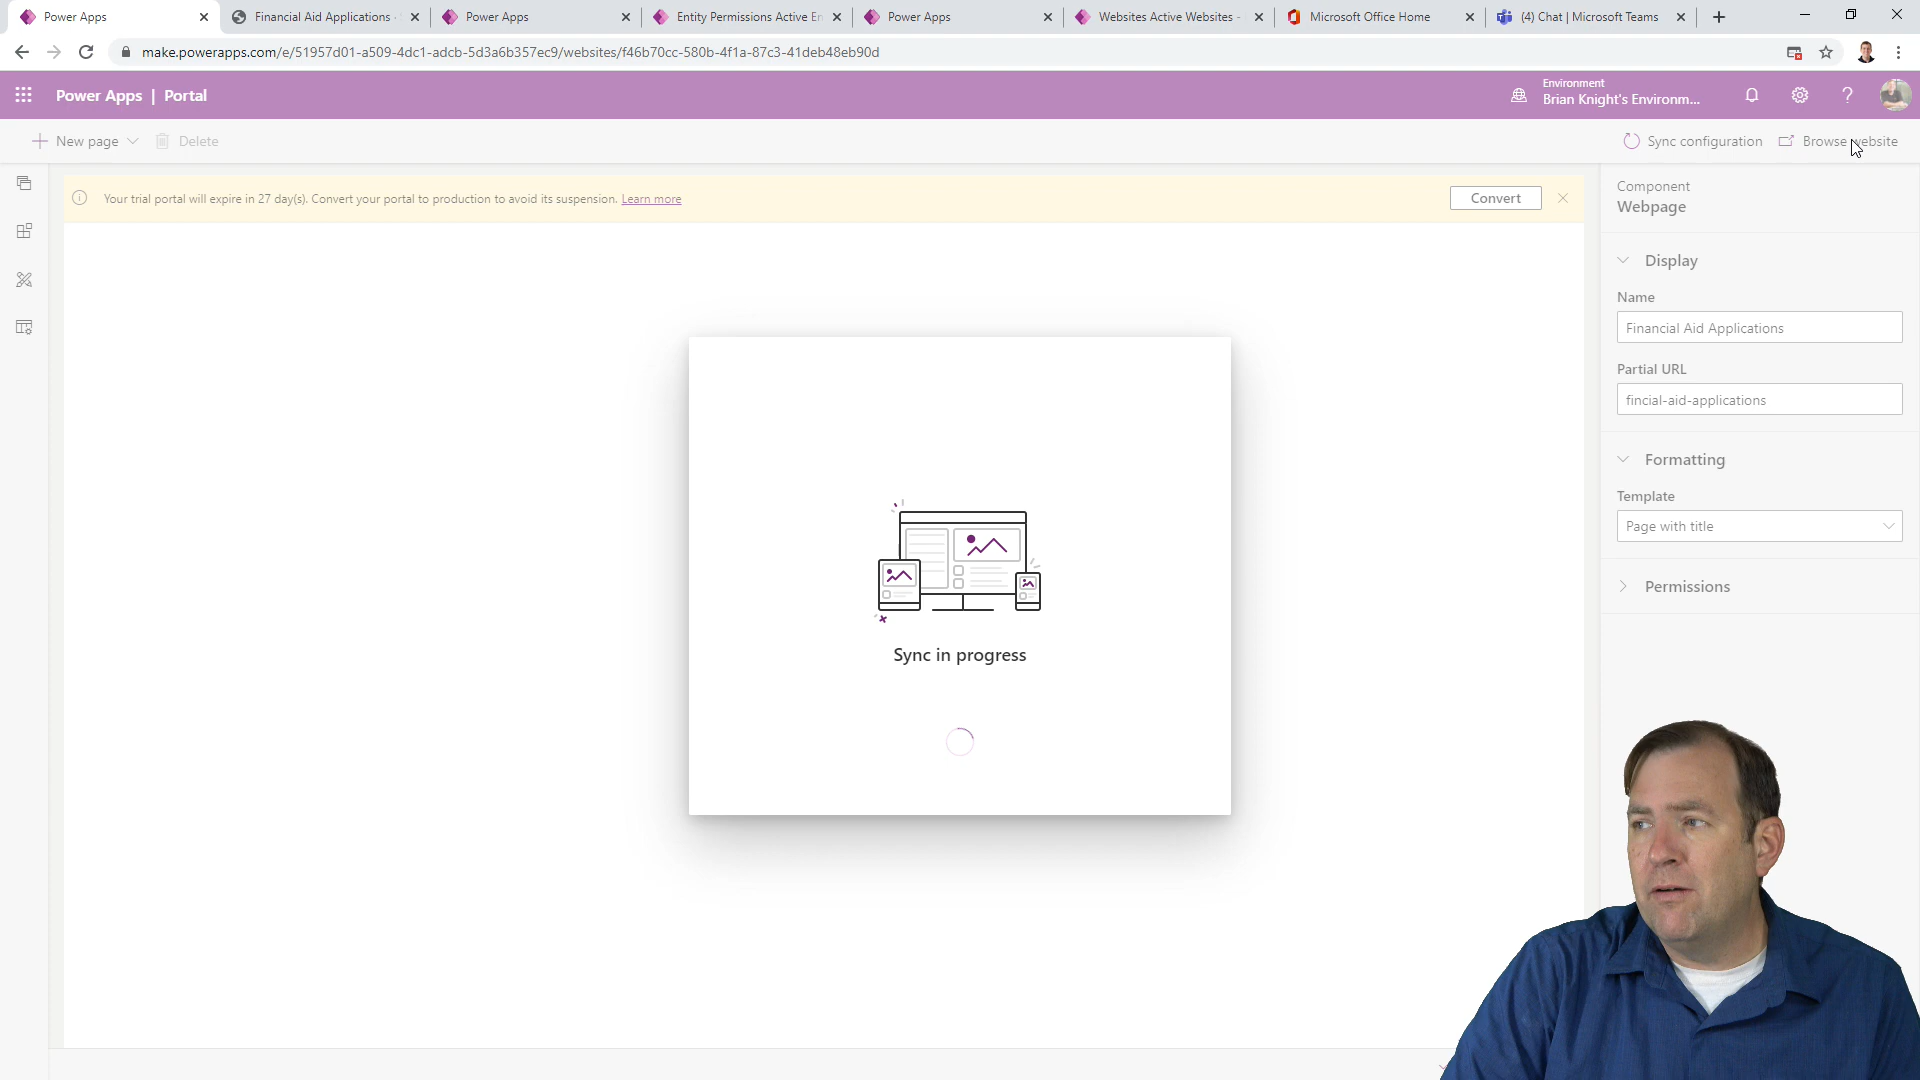 Power Apps
Financial Aid Applications ·
Power Apps
Entity Permissions Active En
Power Apps
Websites Active Websites -
Microsoft Office Home
(4) Chat | Microsoft Teams
make.powerapps.com/e/51957d01-a509-4dc1-adcb-5d3a6b357ec9/websites/f46b70cc-580b-4f1a-87c3-41deb48eb90d
Power Apps | Portal
Environment
Brian Knight's Environm...
New page
Delete
Sync configuration
Browse website
Your trial portal will expire in 27 day(s). Convert your portal to production to avoid its suspension. Learn more
Convert
Component
Webpage
Display
Name
Financial Aid Applications
Partial URL
fincial-aid-applications
Formatting
Template
Page with title
Permissions
Sync in progress